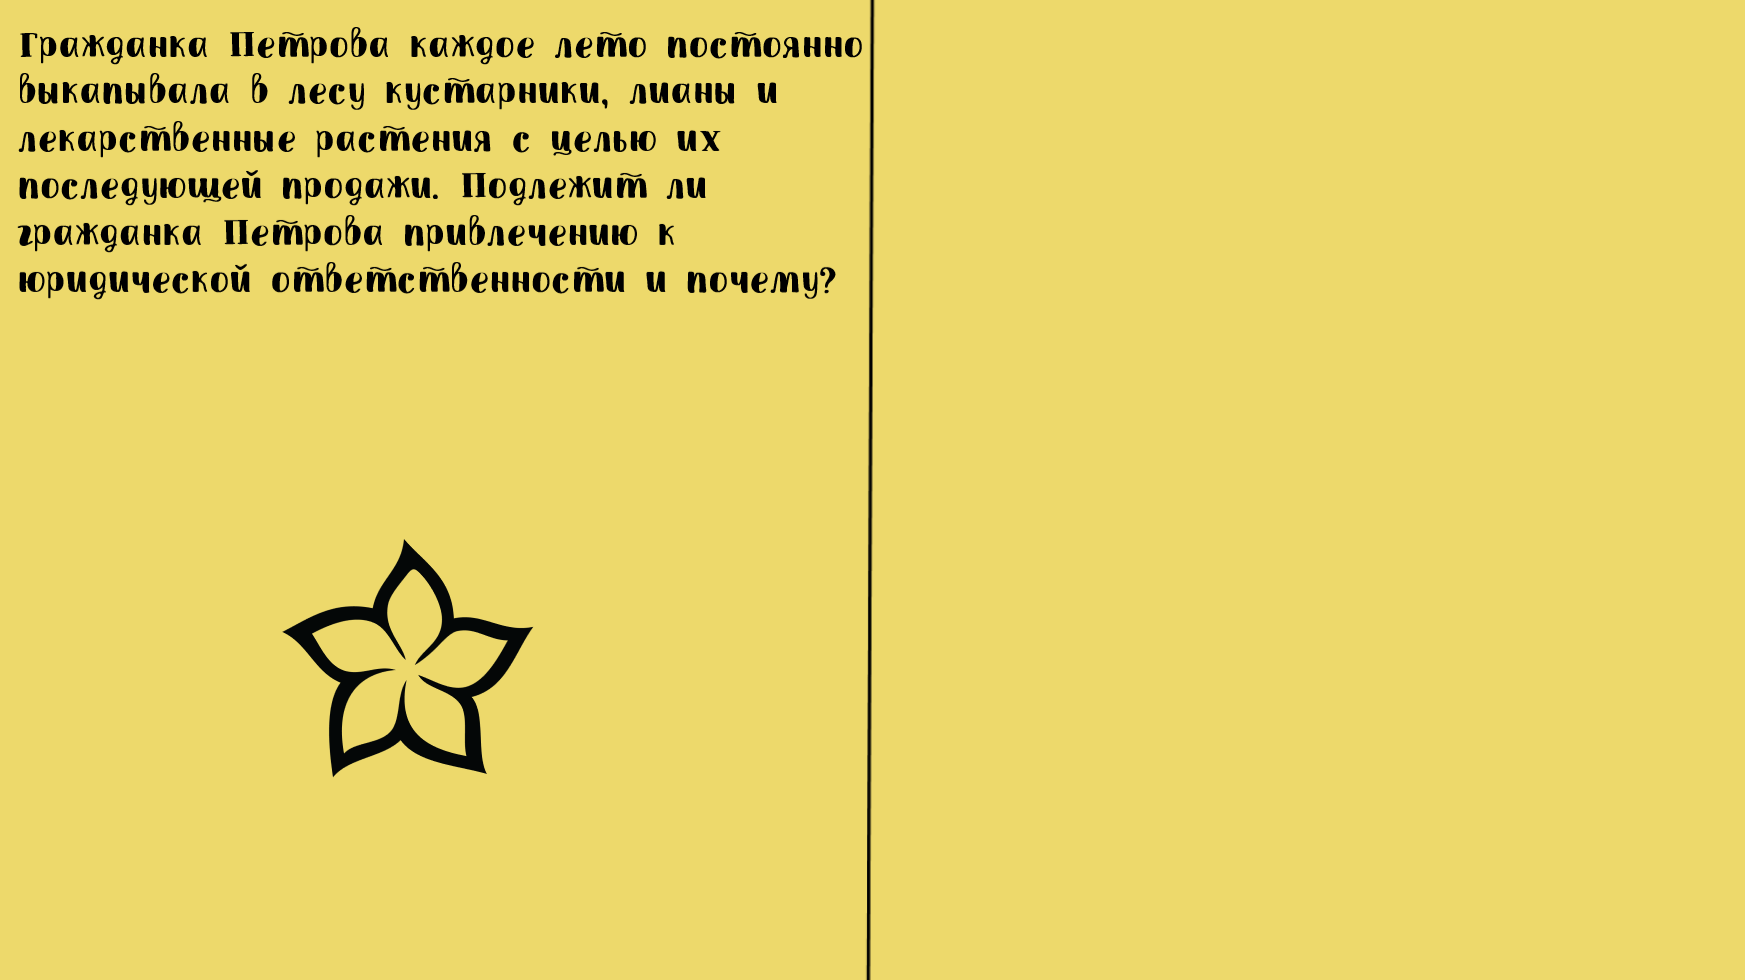 Гражданка Петрова каждое лето постоянно
выкапывала в лесу кустарники, лианы и
лекарственные растения с целью их
последующей продажи. Подлежит ли
гражданка Петрова привлечению к
юридической ответственности и почему?